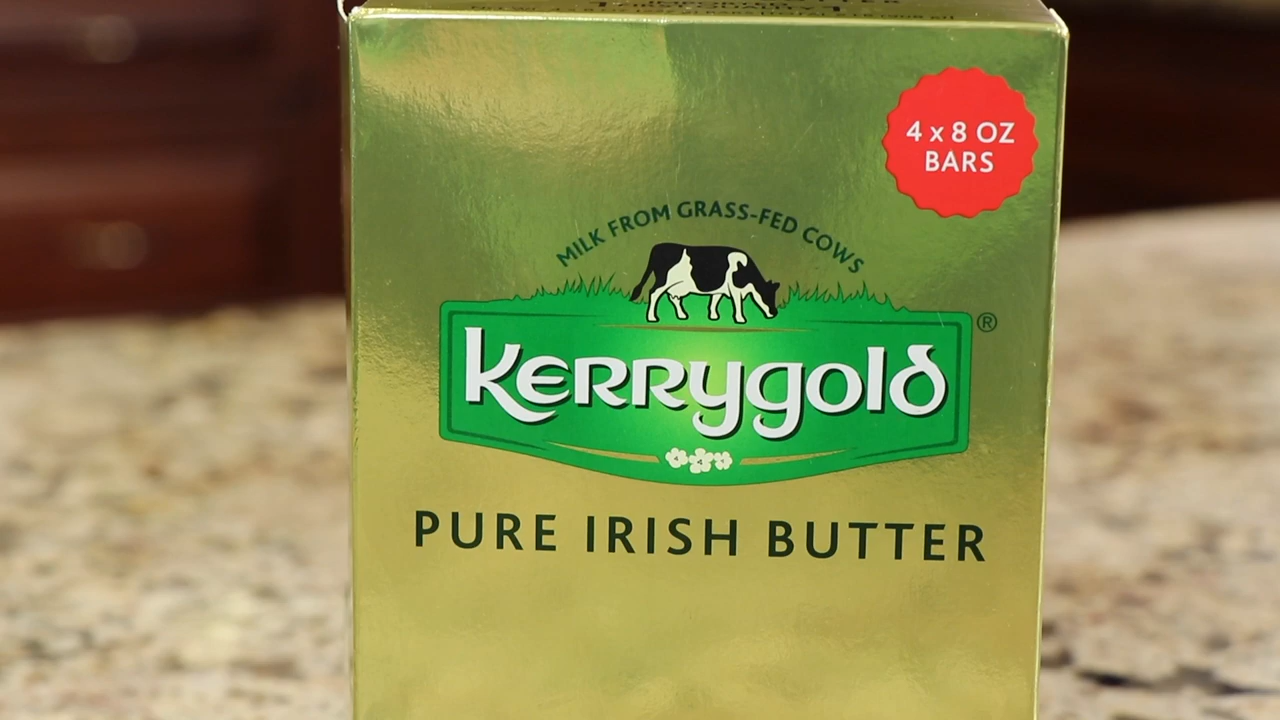 4 x 8 OZ
BARS
MILK FROM GRASS-FED COWS
Kerrygold ®
PURE IRISH BUTTER